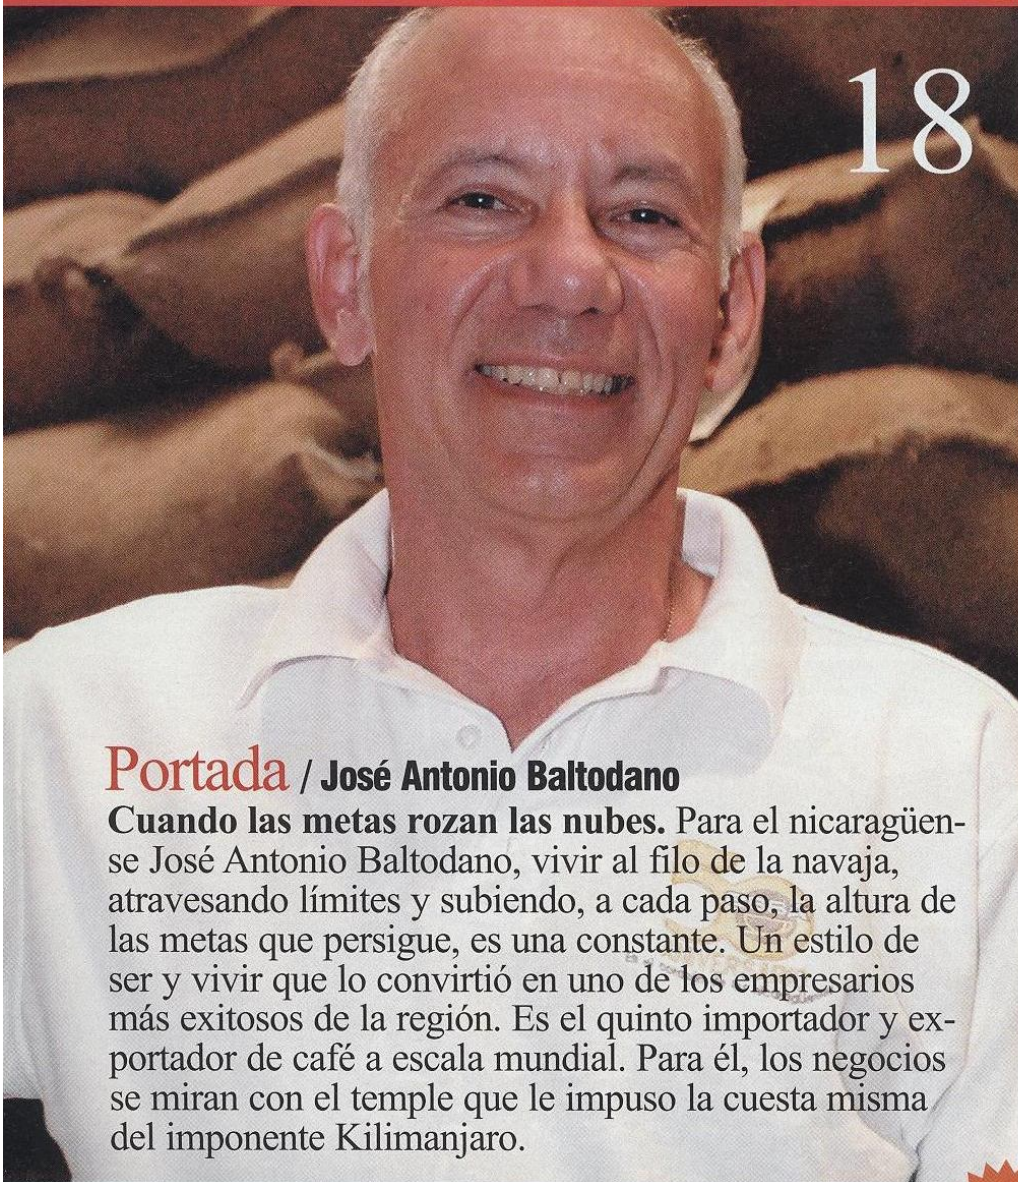 18
Portada / José Antonio Baltodano
Cuando las metas rozan las nubes. Para el nicaragüen-
se José Antonio Baltodano, vivir al filo de la navaja,
atravesando límites y subiendo, a cada paso, la altura de
las metas que persigue, es una constante. Un estilo de
ser y vivir que lo convirtió en uno de los empresarios
más exitosos de la región. Es el quinto importador y ex-
portador de café a escala mundial. Para él, los negocios
se miran con el temple que le impuso la cuesta misma
del imponente Kilimanjaro.